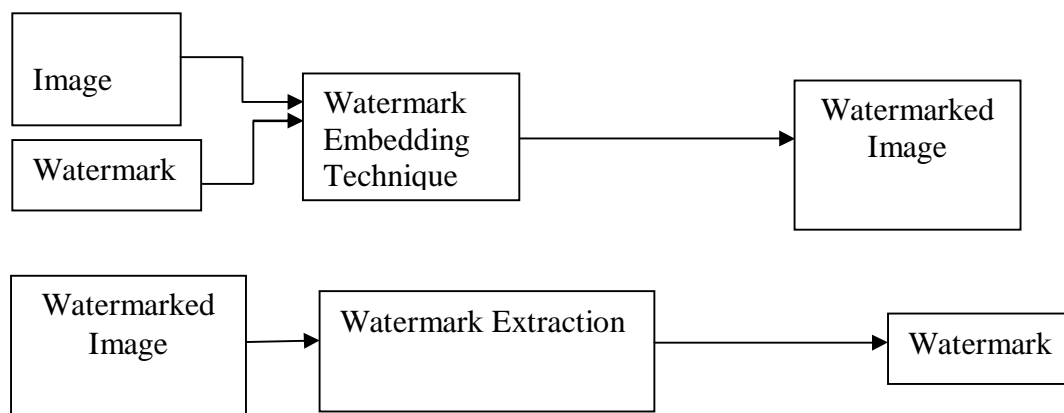 Image
Watermark
Watermark
Embedding
Technique
Watermarked
Image
Watermarked
Image
Watermark Extraction
Watermark